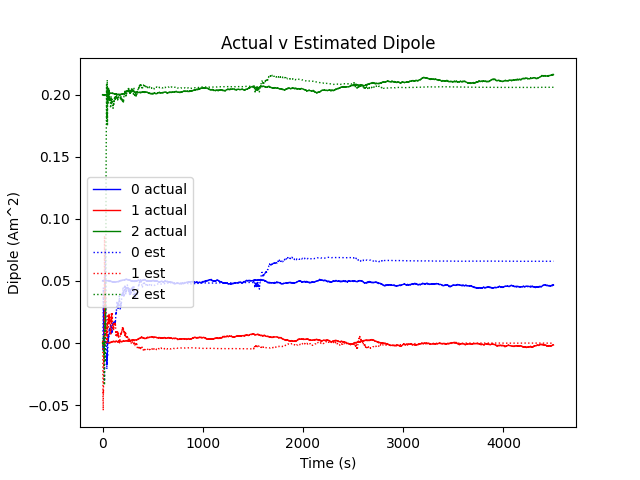 Actual v Estimated Dipole
Dipole (Am^2)
0.20
0.15
0.10
0.05
0.00
−0.05
0 actual
1 actual
2 actual
0 est
1 est
2 est
0
1000
2000
3000
4000
Time (s)